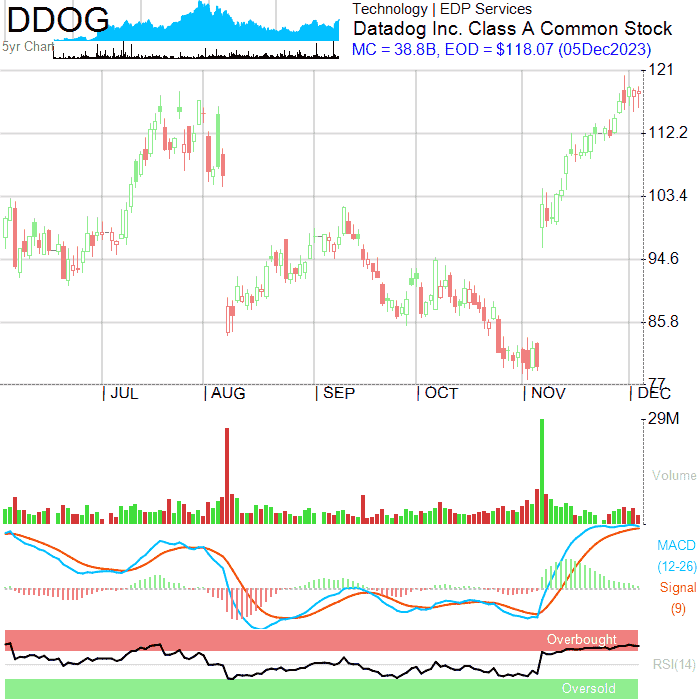 DDOG
5yr Chart
Technology | EDP Services
Datadog Inc. Class A Common Stock
MC = 38.8B, EOD = $118.07 (05Dec2023)
121
112.2
103.4
94.6
85.8
77
JUL
AUG
SEP
OCT
NOV
DEC
29M
Volume
MACD
(12-26)
Signal
(9)
Overbought
RSI(14)
Oversold